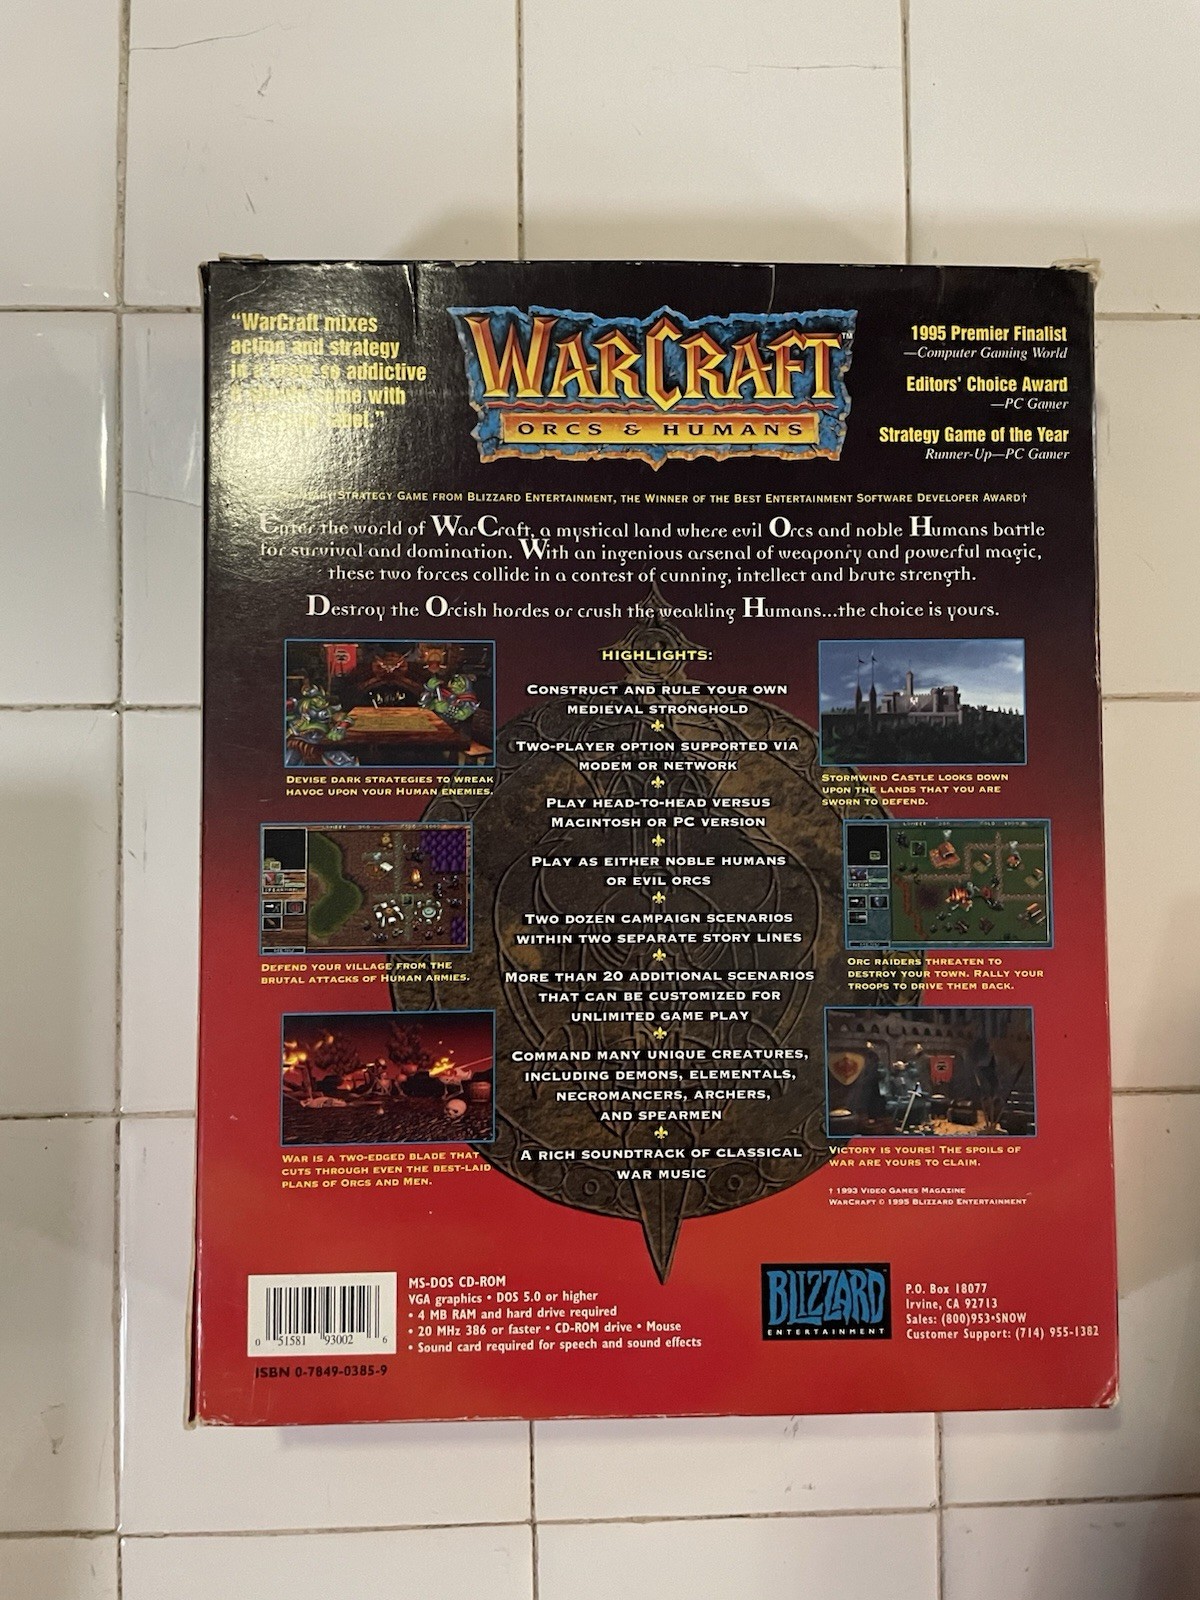 "WarCraft mixes
action and strategy
in a so addictive
with
1995 Premier Finalist
—Computer Gaming World
Editors' Choice Award
—PC Gamer
Strategy Game of the Year
Runner-Up—PC Gamer
WARCRAFT™
ORCS & HUMANS
STRATEGY GAME FROM BLIZZARD ENTERTAINMENT, THE WINNER OF THE BEST ENTERTAINMENT SOFTWARE DEVELOPER AWARD†
Enter the world of WarCraft, a mystical land where evil Orcs and noble Humans battle
for survival and domination. With an ingenious arsenal of weaponry and powerful magic,
these two forces collide in a contest of cunning, intellect and brute strength.
Destroy the Orcish hordes or crush the weakling Humans...the choice is yours.
DEVISE DARK STRATEGIES TO WREAK
HAVOC UPON YOUR HUMAN ENEMIES.
DEFEND YOUR VILLAGE FROM THE
BRUTAL ATTACKS OF HUMAN ARMIES.
WAR IS A TWO-EDGED BLADE THAT
CUTS THROUGH EVEN THE BEST-LAID
PLANS OF ORCS AND MEN.
HIGHLIGHTS:
CONSTRUCT AND RULE YOUR OWN
MEDIEVAL STRONGHOLD
TWO-PLAYER OPTION SUPPORTED VIA
MODEM OR NETWORK
PLAY HEAD-TO-HEAD VERSUS
MACINTOSH OR PC VERSION
PLAY AS EITHER NOBLE HUMANS
OR EVIL ORCS
TWO DOZEN CAMPAIGN SCENARIOS
WITHIN TWO SEPARATE STORY LINES
MORE THAN 20 ADDITIONAL SCENARIOS
THAT CAN BE CUSTOMIZED FOR
UNLIMITED GAME PLAY
COMMAND MANY UNIQUE CREATURES,
INCLUDING DEMONS, ELEMENTALS,
NECROMANCERS, ARCHERS,
AND SPEARMEN
A RICH SOUNDTRACK OF CLASSICAL
WAR MUSIC
STORMWIND CASTLE LOOKS DOWN
UPON THE LANDS THAT YOU ARE
SWORN TO DEFEND.
ORC RAIDERS THREATEN TO
DESTROY YOUR TOWN. RALLY YOUR
TROOPS TO DRIVE THEM BACK.
VICTORY IS YOURS! THE SPOILS OF
WAR ARE YOURS TO CLAIM.
† 1993 VIDEO GAMES MAGAZINE
WARCRAFT © 1995 BLIZZARD ENTERTAINMENT
0 51581 93002 6
ISBN 0-7849-0385-9
MS-DOS CD-ROM
VGA graphics • DOS 5.0 or higher
• 4 MB RAM and hard drive required
• 20 MHz 386 or faster • CD-ROM drive • Mouse
• Sound card required for speech and sound effects
BLIZZARD
ENTERTAINMENT
P.O. Box 18077
Irvine, CA 92713
Sales: (800)953•SNOW
Customer Support: (714) 955-1382